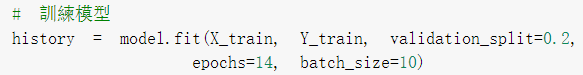 #  訓練模型
history = model.fit(X_train, Y_train, validation_split=0.2,
epochs=14, batch_size=10)